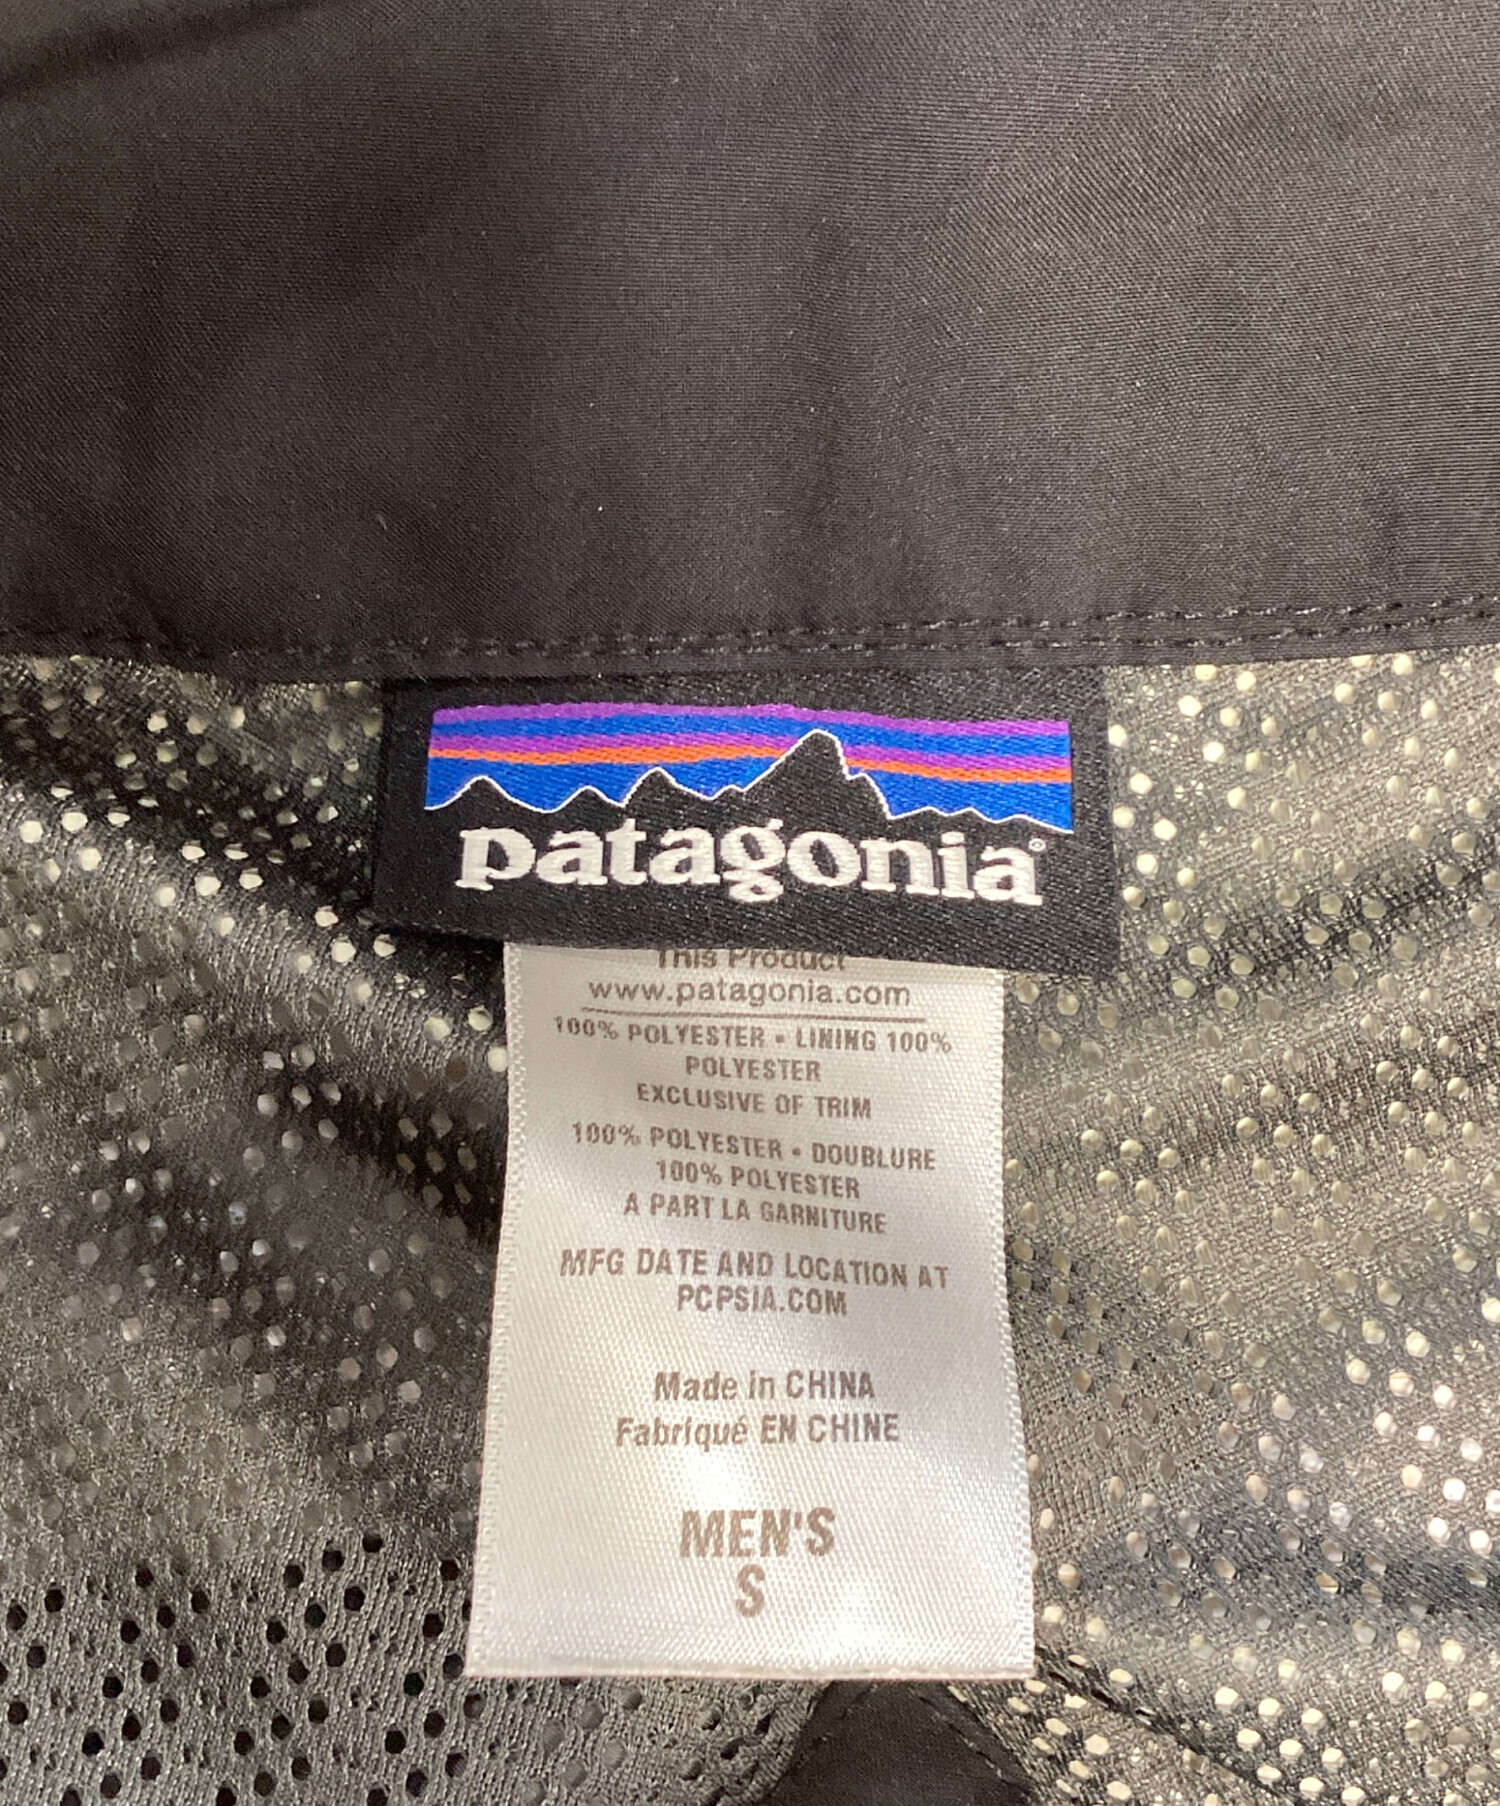 patagonia®
This Product
www.patagonia.com
100% POLYESTER • LINING 100%
POLYESTER
EXCLUSIVE OF TRIM
100% POLYESTER • DOUBLURE
100% POLYESTER
A PART LA GARNITURE
MFG DATE AND LOCATION AT
PCPSIA.COM
Made in CHINA
Fabriqué EN CHINE
MEN'S
S